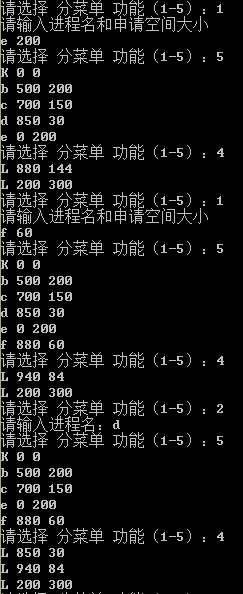 请选择 分菜单 功能（1-5）：1
请输入进程名和申请空间大小
e 200
请选择 分菜单 功能（1-5）：5
K 0 0
b 500 200
c 700 150
d 850 30
e 0 200
请选择 分菜单 功能（1-5）：4
L 880 144
L 200 300
请选择 分菜单 功能（1-5）：1
请输入进程名和申请空间大小
f 60
请选择 分菜单 功能（1-5）：5
K 0 0
b 500 200
c 700 150
d 850 30
e 0 200
f 880 60
请选择 分菜单 功能（1-5）：4
L 940 84
L 200 300
请选择 分菜单 功能（1-5）：2
请输入进程名：d
请选择 分菜单 功能（1-5）：5
K 0 0
b 500 200
c 700 150
e 0 200
f 880 60
请选择 分菜单 功能（1-5）：4
L 850 30
L 940 84
L 200 300